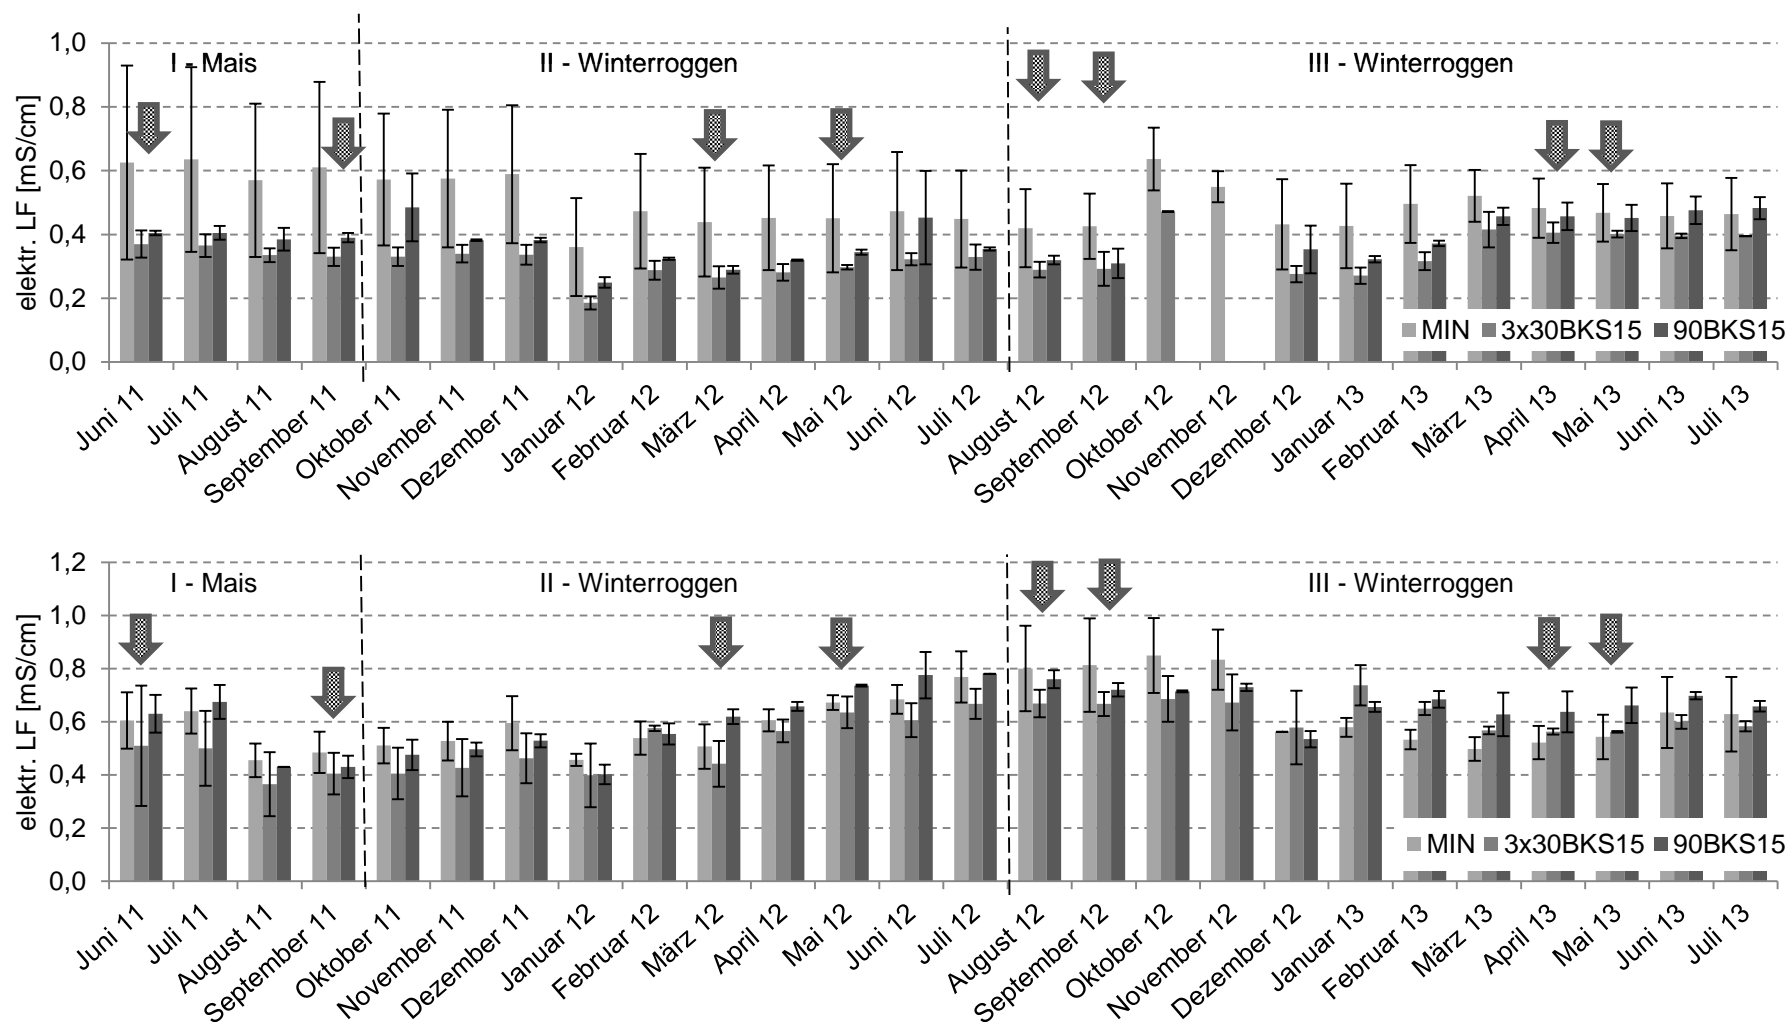 elektr. LF [mS/cm]
1,0
0,8
0,6
0,4
0,2
0,0
I - Mais
II - Winterroggen
III - Winterroggen
MIN 3x30BKS15 90BKS15
Juni 11
Juli 11
August 11
September 11
Oktober 11
November 11
Dezember 11
Januar 12
Februar 12
März 12
April 12
Mai 12
Juni 12
Juli 12
August 12
September 12
Oktober 12
November 12
Dezember 12
Januar 13
Februar 13
März 13
April 13
Mai 13
Juni 13
Juli 13
elektr. LF [mS/cm]
1,2
1,0
0,8
0,6
0,4
0,2
0,0
I - Mais
II - Winterroggen
III - Winterroggen
MIN 3x30BKS15 90BKS15
Juni 11
Juli 11
August 11
September 11
Oktober 11
November 11
Dezember 11
Januar 12
Februar 12
März 12
April 12
Mai 12
Juni 12
Juli 12
August 12
September 12
Oktober 12
November 12
Dezember 12
Januar 13
Februar 13
März 13
April 13
Mai 13
Juni 13
Juli 13